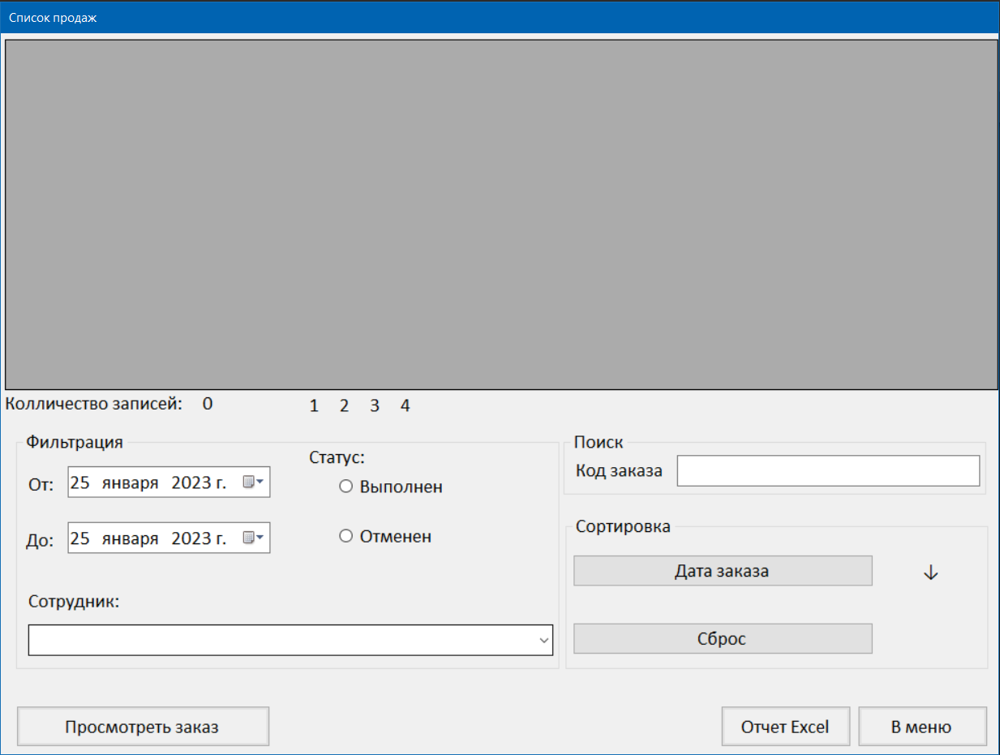 Список продаж
Колличество записей: 0 1 2 3 4
Фильтрация
От: 25 января 2023 г.
До: 25 января 2023 г.
Статус:
Выполнен
Отменен
Сотрудник:
Поиск
Код заказа
Сортировка
Дата заказа ↓
Сброс
Просмотреть заказ
Отчет Excel
В меню